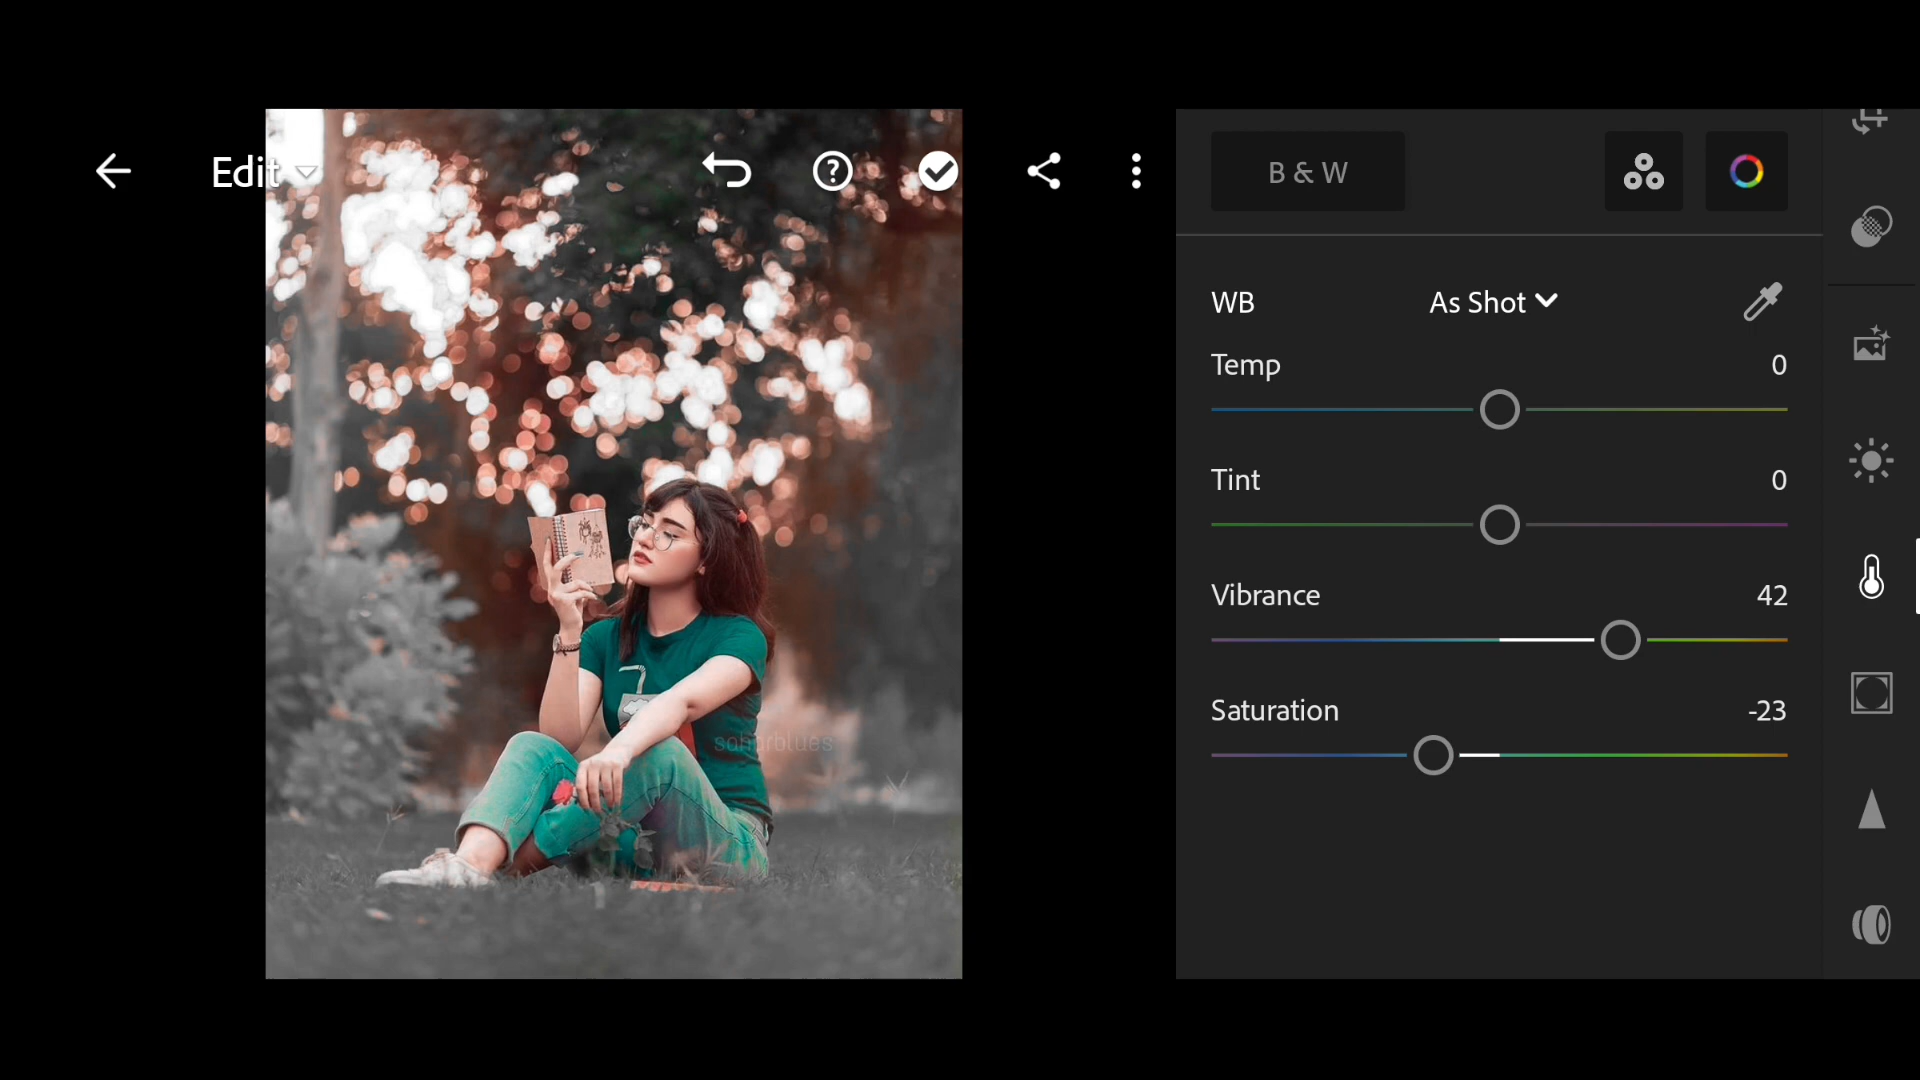 Edit
B & W
WB As Shot
Temp 0
Tint 0
Vibrance 42
Saturation -23